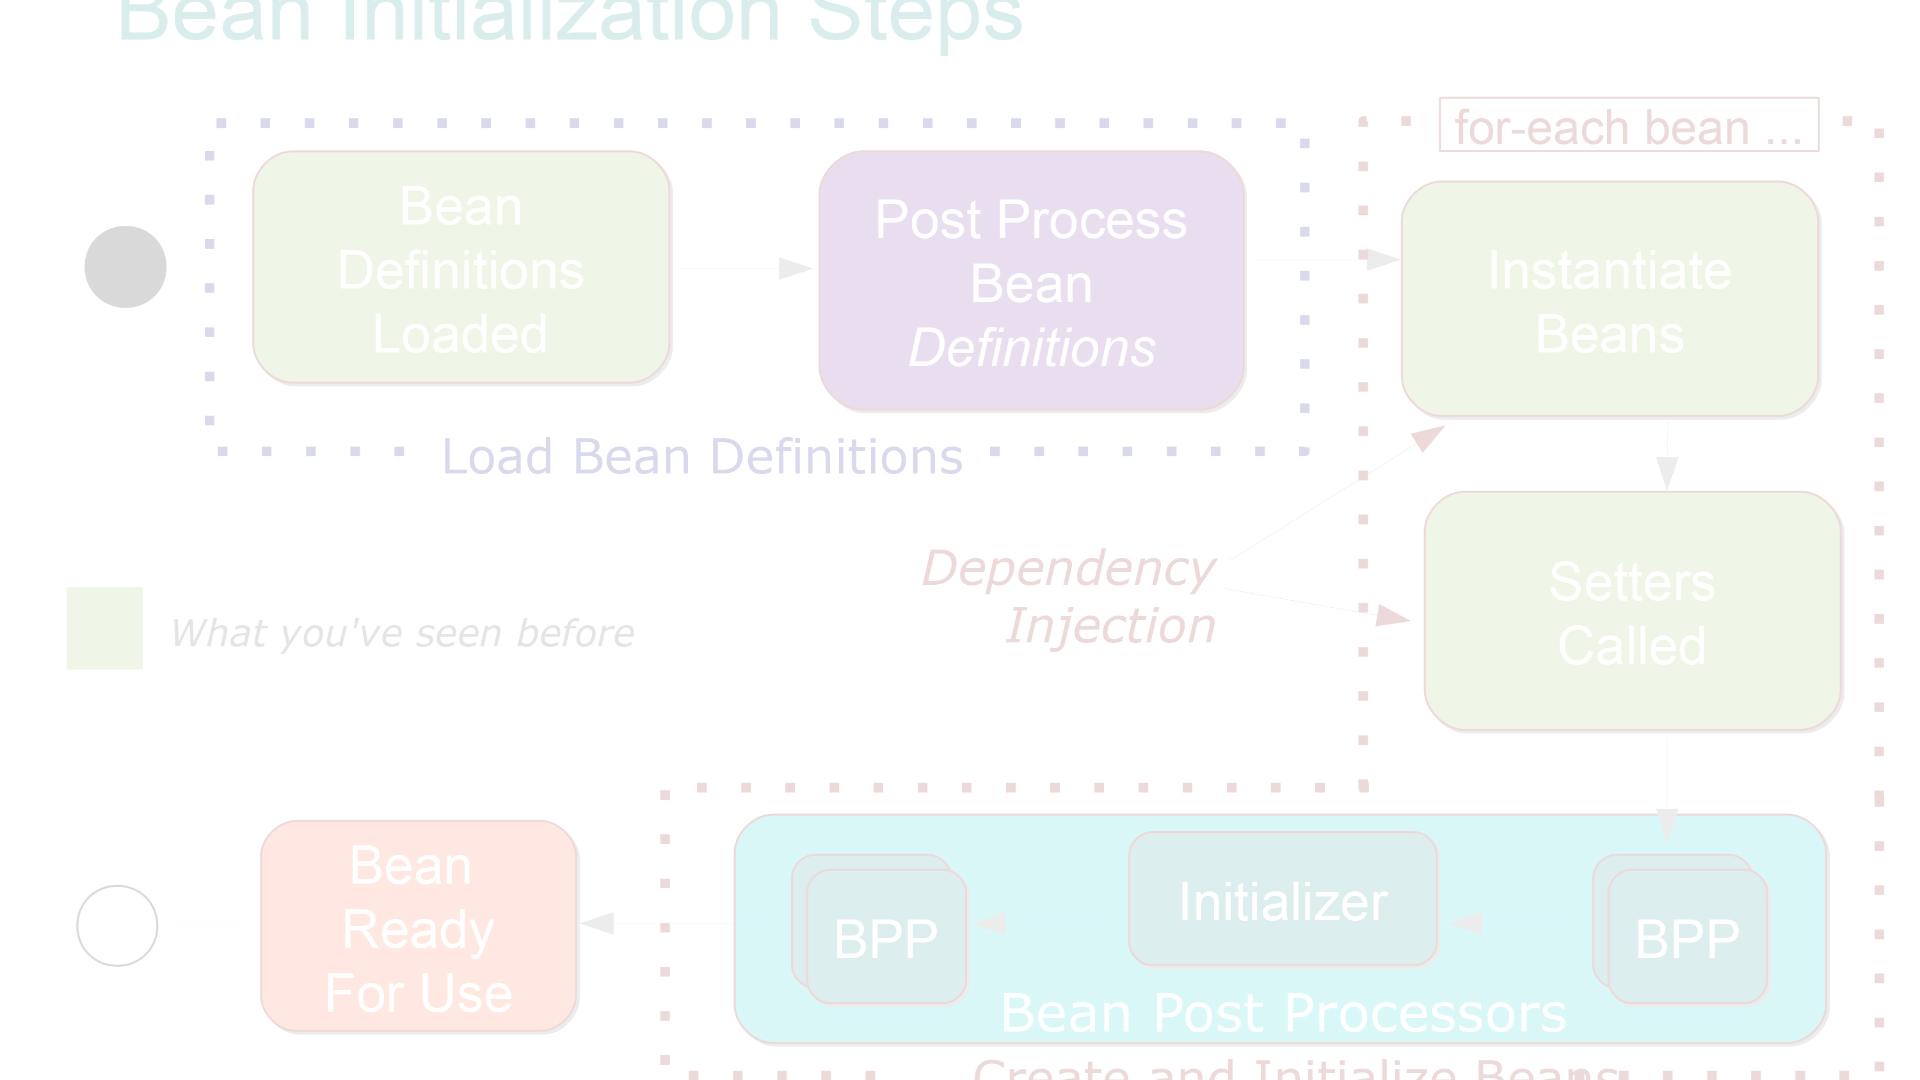 Bean Initialization Steps
for-each bean ...
Bean
Definitions
Loaded
Post Process
Bean
Definitions
Instantiate
Beans
Load Bean Definitions
Dependency
Injection
Setters
Called
What you've seen before
Bean
Ready
For Use
BPP
Initializer
BPP
Bean Post Processors
Create and Initialize Beans